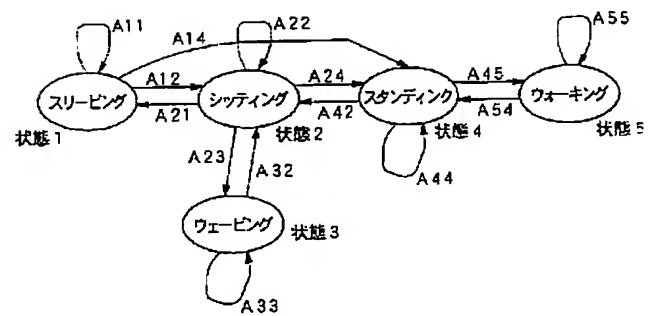 A11
A14
A22
A55
スリーピング
A12
A21
シッティング
A24
A42
スタンディング
A45
A54
ウォーキング
状態1
状態2
状態4
状態5
A23
A32
A44
ウェービング
状態3
A33